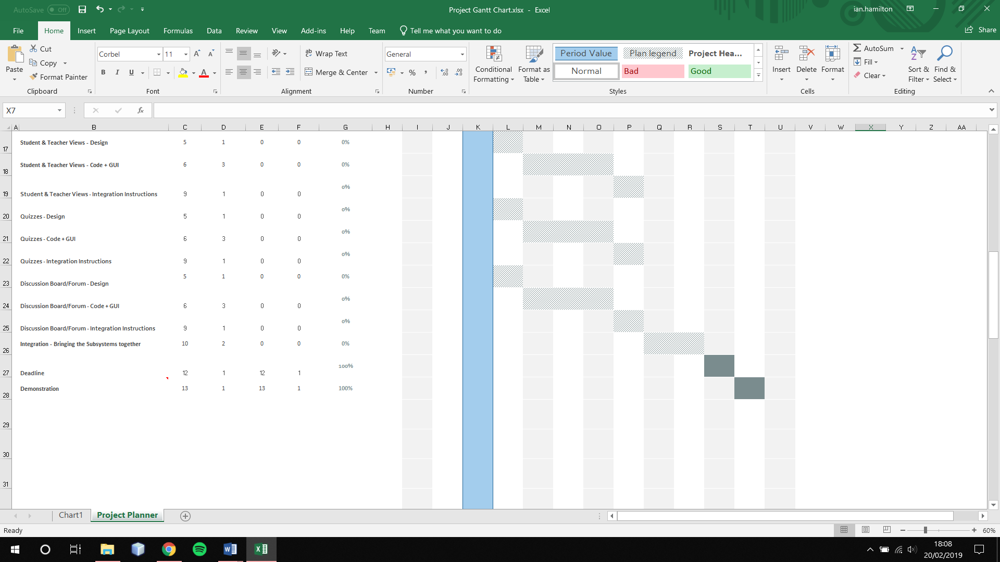 AutoSave Off
Project Gantt Chart.xlsx - Excel
ian.hamilton
File Home Insert Page Layout Formulas Data Review View Add-ins Help Team Tell me what you want to do Share
Paste Cut Copy Format Painter
Corbel 11
B I U A
Wrap Text
Merge & Center
General
%
Conditional Formatting
Format as Table
Period Value Plan legend Project Hea...
Normal Bad Good
Insert Delete Format
AutoSum
Fill
Clear
Sort & Filter
Find & Select
Clipboard Font Alignment Number Styles Cells Editing
X7 fx
A B C D E F G H I J K L M N O P Q R S T U V W X Y Z AA
17 Student & Teacher Views - Design 5 1 0 0 0%
18 Student & Teacher Views - Code + GUI 6 3 0 0 0%
19 Student & Teacher Views - Integration Instructions 9 1 0 0 0%
20 Quizzes - Design 5 1 0 0 0%
21 Quizzes - Code + GUI 6 3 0 0 0%
22 Quizzes - Integration Instructions 9 1 0 0 0%
23 Discussion Board/Forum - Design 5 1 0 0 0%
24 Discussion Board/Forum - Code + GUI 6 3 0 0 0%
25 Discussion Board/Forum - Integration Instructions 9 1 0 0 0%
26 Integration - Bringing the Subsystems together 10 2 0 0 0%
27 Deadline 12 1 12 1 100%
28 Demonstration 13 1 13 1 100%
29
30
31
Chart1 Project Planner
Ready 60%
18:08
20/02/2019